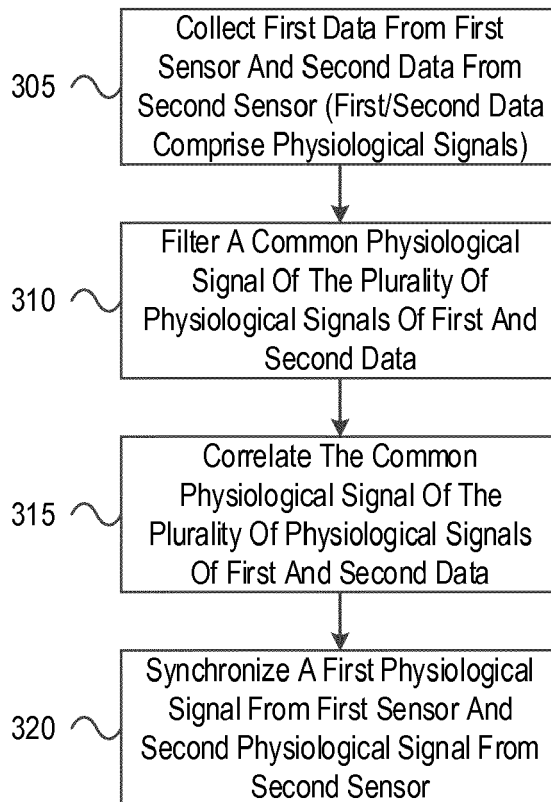 305
Collect First Data From First
Sensor And Second Data From
Second Sensor (First/Second Data
Comprise Physiological Signals)
310
Filter A Common Physiological
Signal Of The Plurality Of
Physiological Signals Of First And
Second Data
315
Correlate The Common
Physiological Signal Of The
Plurality Of Physiological Signals
Of First And Second Data
320
Synchronize A First Physiological
Signal From First Sensor And
Second Physiological Signal From
Second Sensor